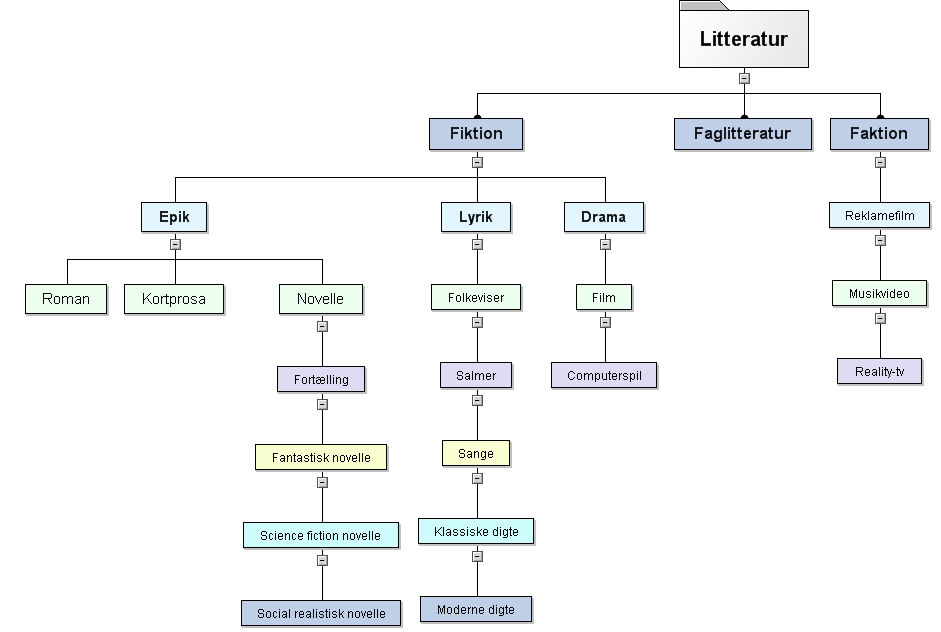 Litteratur
Fiktion
Faglitteratur
Faktion
Epik
Lyrik
Drama
Reklamefilm
Roman
Kortprosa
Novelle
Folkeviser
Film
Musikvideo
Fortælling
Salmer
Computerspil
Reality-tv
Fantastisk novelle
Sange
Science fiction novelle
Klassiske digte
Social realistisk novelle
Moderne digte